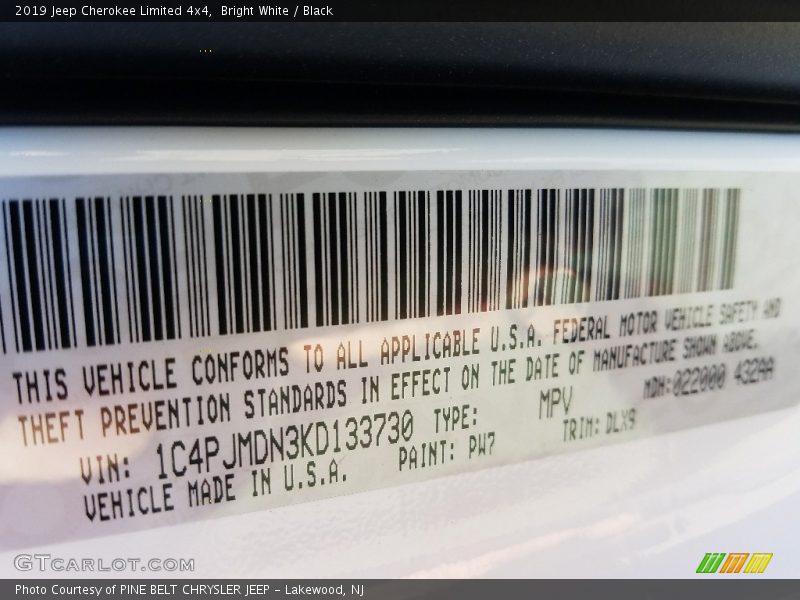 2019 Jeep Cherokee Limited 4x4, Bright White / Black
THIS VEHICLE CONFORMS TO ALL APPLICABLE U.S.A. FEDERAL MOTOR VEHICLE SAFETY AND
THEFT PREVENTION STANDARDS IN EFFECT ON THE DATE OF MANUFACTURE SHOWN ABOVE.
VIN: 1C4PJMDN3KD133730 TYPE: MPV MDH:022000 432AA
VEHICLE MADE IN U.S.A. PAINT: PW7 TRIM: DLX9
GTCARLOT.COM
Photo Courtesy of PINE BELT CHRYSLER JEEP - Lakewood, NJ